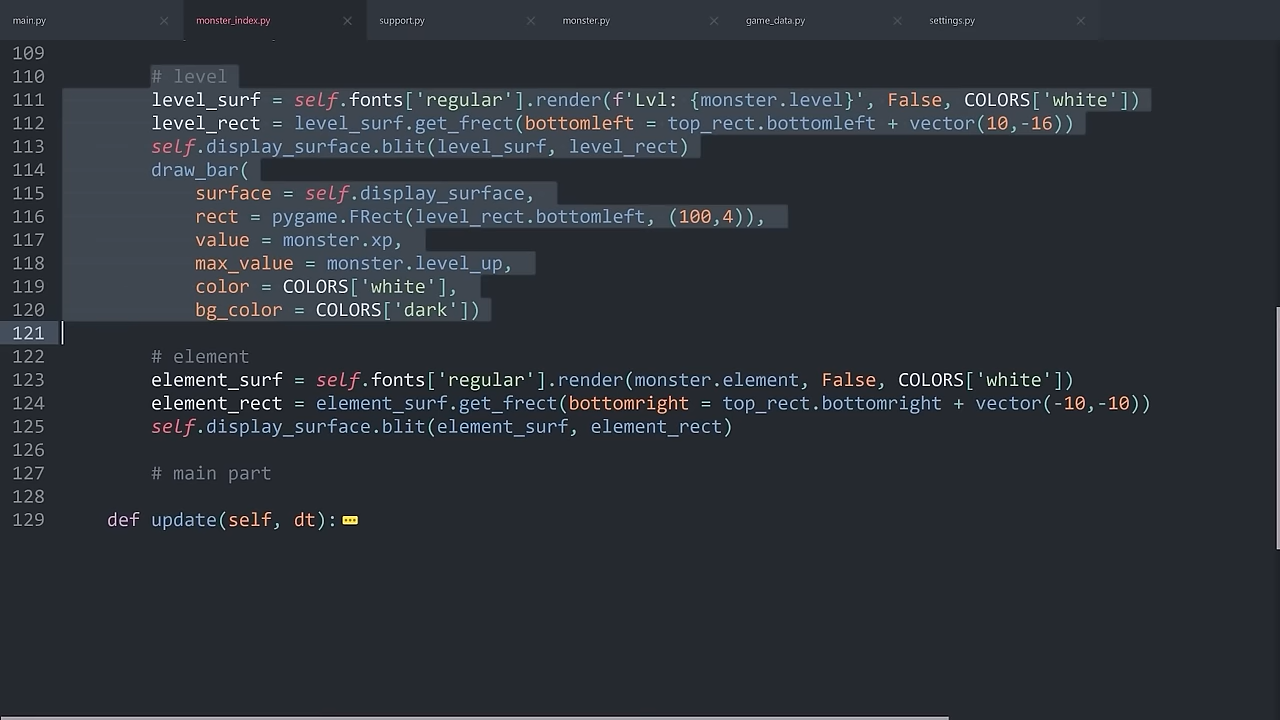 main.py × monster_index.py × support.py × monster.py × game_data.py × settings.py ×
109
110 # level
111 level_surf = self.fonts['regular'].render(f'Lvl: {monster.level}', False, COLORS['white'])
112 level_rect = level_surf.get_frect(bottomleft = top_rect.bottomleft + vector(10,-16))
113 self.display_surface.blit(level_surf, level_rect)
114 draw_bar(
115 surface = self.display_surface,
116 rect = pygame.FRect(level_rect.bottomleft, (100,4)),
117 value = monster.xp,
118 max_value = monster.level_up,
119 color = COLORS['white'],
120 bg_color = COLORS['dark'])
121
122 # element
123 element_surf = self.fonts['regular'].render(monster.element, False, COLORS['white'])
124 element_rect = element_surf.get_frect(bottomright = top_rect.bottomright + vector(-10,-10))
125 self.display_surface.blit(element_surf, element_rect)
126
127 # main part
128
129 def update(self, dt):